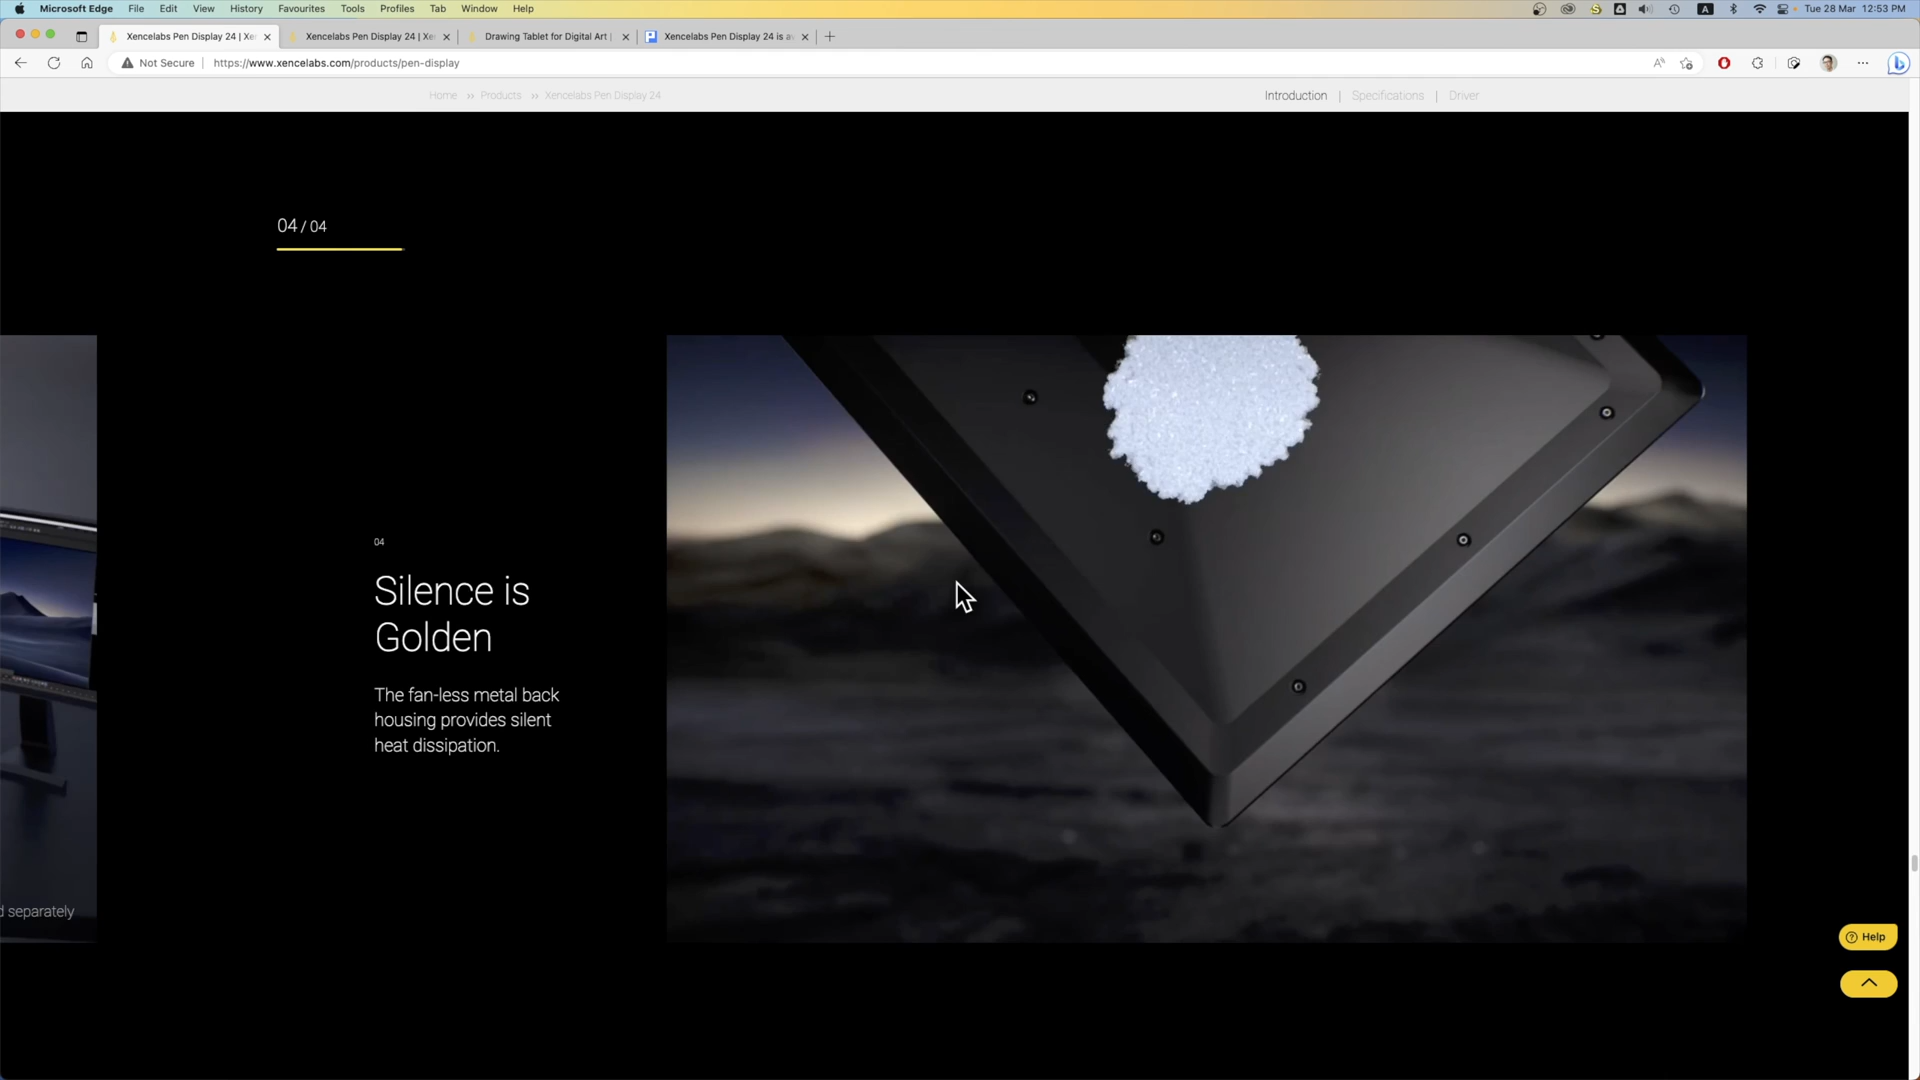 Microsoft Edge File Edit View History Favourites Tools Profiles Tab Window Help A Tue 28 Mar 12:53 PM
Xencelabs Pen Display 24 | Xe Xencelabs Pen Display 24 | Xe Drawing Tablet for Digital Art | Xencelabs Pen Display 24 is a
Not Secure https://www.xencelabs.com/products/pen-display
Home » Products » Xencelabs Pen Display 24 Introduction | Specifications | Driver
04 / 04
04
Silence is
Golden
The fan-less metal back
housing provides silent
heat dissipation.
d separately
Help